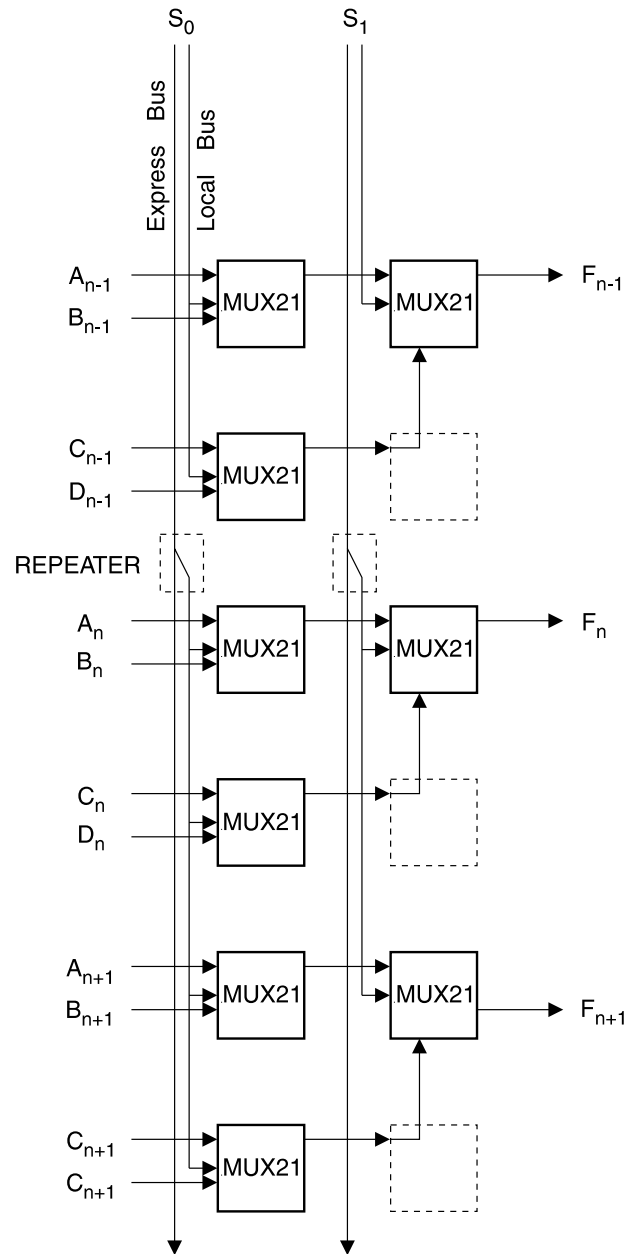 S0 S1
Express Bus
Local Bus
An-1 MUX21 MUX21 Fn-1
Bn-1
Cn-1 MUX21
Dn-1
REPEATER
An MUX21 MUX21 Fn
Bn
Cn MUX21
Dn
An+1 MUX21 MUX21
Bn+1 Fn+1
Cn+1 MUX21
Cn+1